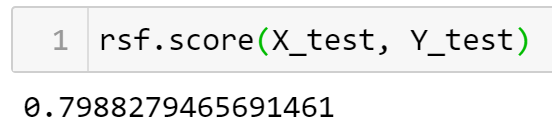 1 rsf.score(X_test, Y_test)
0.7988279465691461